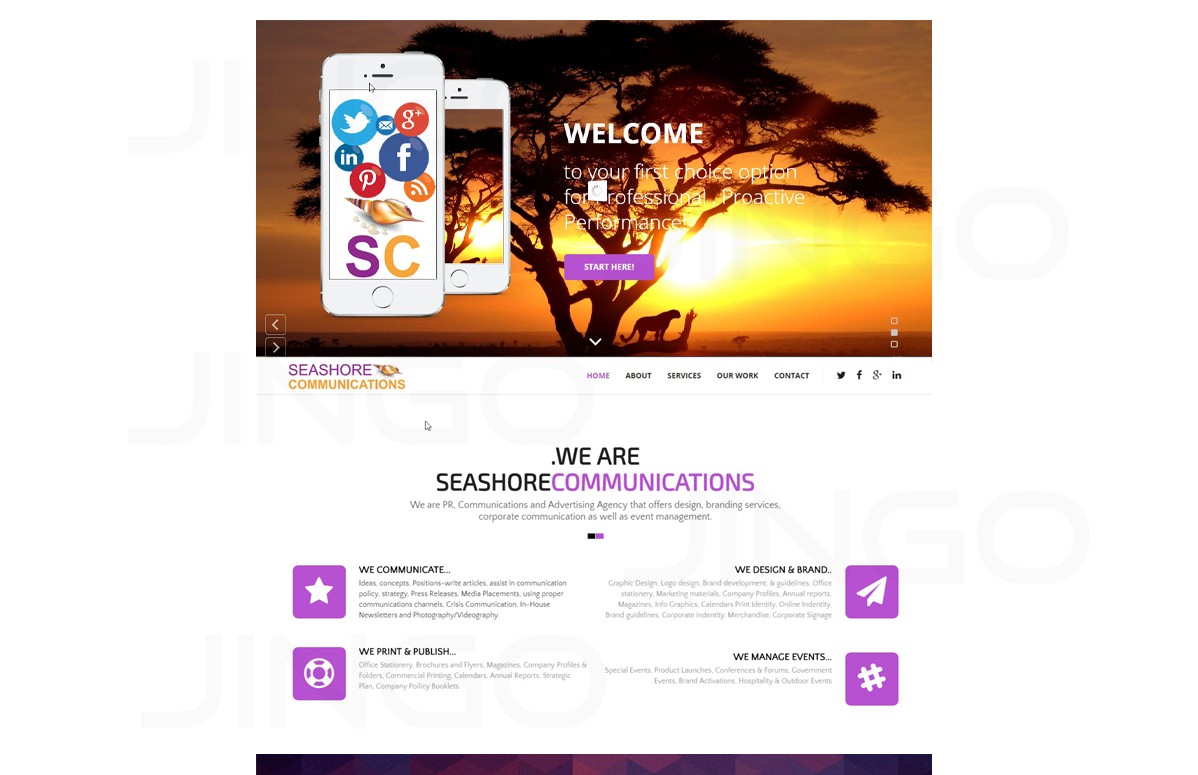 WELCOME
to your first choice option
for Professional, Proactive
Performance!
START HERE!
in
f
g+
SC
SEASHORE
COMMUNICATIONS
HOME ABOUT SERVICES OUR WORK CONTACT
.WE ARE
SEASHORECOMMUNICATIONS
We are PR, Communications and Advertising Agency that offers design, branding services,
corporate communication as well as event management.
WE COMMUNICATE...
Ideas, concepts, Positions-write articles, assist in communication
policy, strategy, Press Releases, Media Placements, using proper
communications channels, Crisis Communication, In-House
Newsletters and Photography/Videography.
WE DESIGN & BRAND..
Graphic Design, Logo design, Brand development, & guidelines, Office
stationery, Marketing materials, Company Profiles, Annual reports,
Magazines, Info Graphics, Calendars Print Identity, Online Indentity,
Brand guidelines, Corporate indentity. Merchandise, Corporate Signage
WE PRINT & PUBLISH...
Office Stationery, Brochures and Flyers, Magazines, Company Profiles &
Folders, Commercial Printing, Calendars, Annual Reports, Strategic
Plan, Company Poilicy Booklets.
WE MANAGE EVENTS...
Special Events, Product Launches, Conferences & Forums, Government
Events, Brand Activations, Hospitality & Outdoor Events
JINGO
JINGO
JINGO
JINGO
JINGO